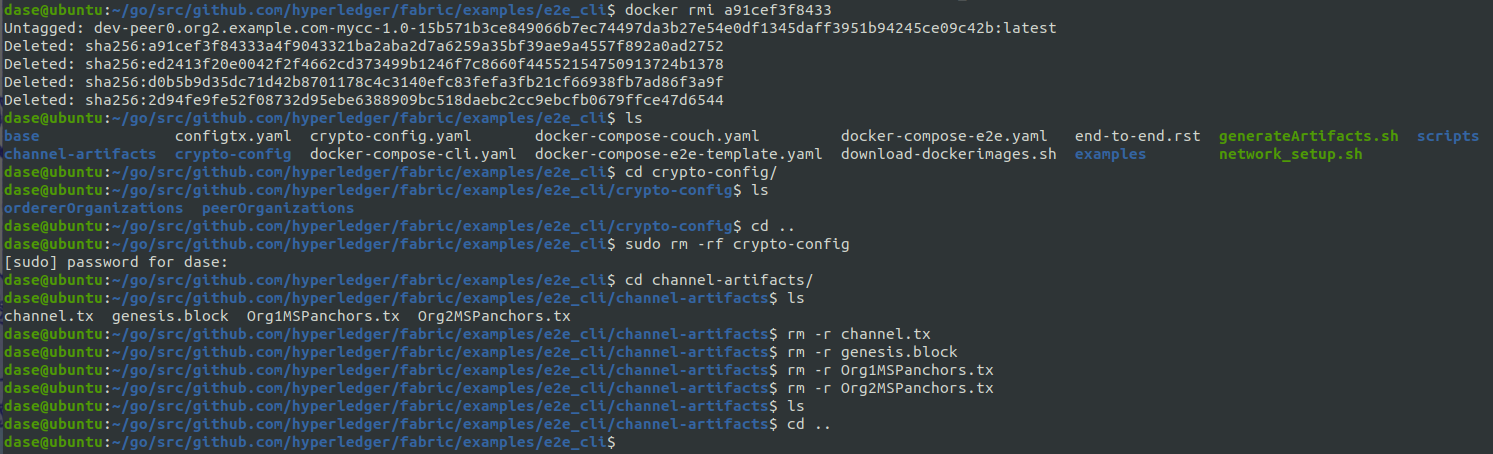 dase@ubuntu:~/go/src/github.com/hyperledger/fabric/examples/e2e_cli$ docker rmi a91cef3f8433
Untagged: dev-peer0.org2.example.com-mycc-1.0-15b571b3ce849066b7ec74497da3b27e54e0df1345daff3951b94245ce09c42b:latest
Deleted: sha256:a91cef3f84333a4f9043321ba2aba2d7a6259a35bf39ae9a4557f892a0ad2752
Deleted: sha256:ed2413f20e0042f2f4662cd373499b1246f7c8660f44552154750913724b1378
Deleted: sha256:d0b5b9d35dc71d42b8701178c4c3140efc83fefa3fb21cf66938fb7ad86f3a9f
Deleted: sha256:2d94fe9fe52f08732d95ebe6388909bc518daebc2cc9ebcfb0679ffce47d6544
dase@ubuntu:~/go/src/github.com/hyperledger/fabric/examples/e2e_cli$ ls
base configtx.yaml crypto-config.yaml docker-compose-couch.yaml docker-compose-e2e.yaml end-to-end.rst generateArtifacts.sh scripts
channel-artifacts crypto-config docker-compose-cli.yaml docker-compose-e2e-template.yaml download-dockerimages.sh examples network_setup.sh
dase@ubuntu:~/go/src/github.com/hyperledger/fabric/examples/e2e_cli$ cd crypto-config/
dase@ubuntu:~/go/src/github.com/hyperledger/fabric/examples/e2e_cli/crypto-config$ ls
ordererOrganizations peerOrganizations
dase@ubuntu:~/go/src/github.com/hyperledger/fabric/examples/e2e_cli/crypto-config$ cd ..
dase@ubuntu:~/go/src/github.com/hyperledger/fabric/examples/e2e_cli$ sudo rm -rf crypto-config
[sudo] password for dase:
dase@ubuntu:~/go/src/github.com/hyperledger/fabric/examples/e2e_cli$ cd channel-artifacts/
dase@ubuntu:~/go/src/github.com/hyperledger/fabric/examples/e2e_cli/channel-artifacts$ ls
channel.tx genesis.block Org1MSPanchors.tx Org2MSPanchors.tx
dase@ubuntu:~/go/src/github.com/hyperledger/fabric/examples/e2e_cli/channel-artifacts$ rm -r channel.tx
dase@ubuntu:~/go/src/github.com/hyperledger/fabric/examples/e2e_cli/channel-artifacts$ rm -r genesis.block
dase@ubuntu:~/go/src/github.com/hyperledger/fabric/examples/e2e_cli/channel-artifacts$ rm -r Org1MSPanchors.tx
dase@ubuntu:~/go/src/github.com/hyperledger/fabric/examples/e2e_cli/channel-artifacts$ rm -r Org2MSPanchors.tx
dase@ubuntu:~/go/src/github.com/hyperledger/fabric/examples/e2e_cli/channel-artifacts$ ls
dase@ubuntu:~/go/src/github.com/hyperledger/fabric/examples/e2e_cli/channel-artifacts$ cd ..
dase@ubuntu:~/go/src/github.com/hyperledger/fabric/examples/e2e_cli$